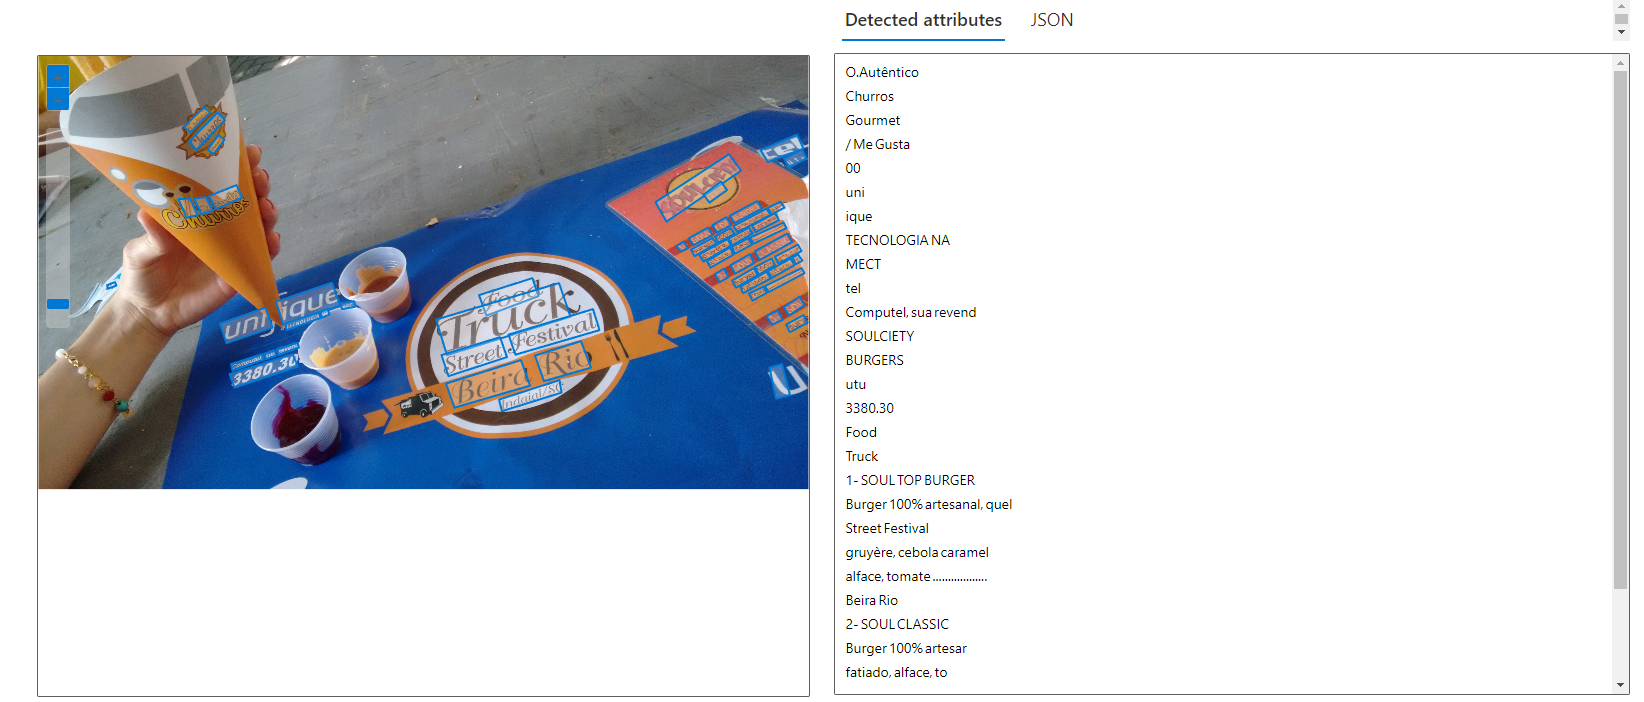 Detected attributes JSON
O.Autêntico
Churros
Gourmet
/ Me Gusta
00
uni
ique
TECNOLOGIA NA
MECT
tel
Computel, sua revend
SOULCIETY
BURGERS
utu
3380.30
Food
Truck
1- SOUL TOP BURGER
Burger 100% artesanal, quel
Street Festival
gruyère, cebola caramel
alface, tomate ..................
Beira Rio
2- SOUL CLASSIC
Burger 100% artesar
fatiado, alface, to
Churros
Churros
unifique
3380.30
Food
Truck
Street Festival
Beira Rio
Indaial/SC
SOULCIETY
tel